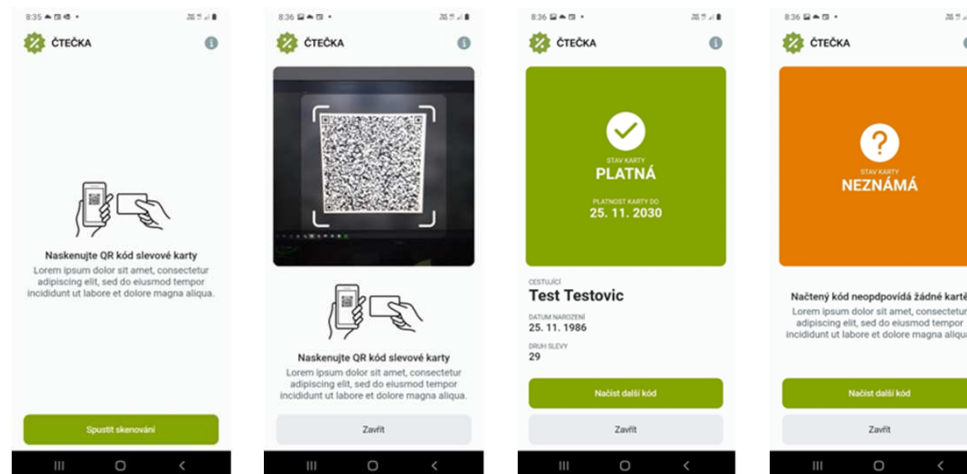 8:35
ČTEČKA
Naskenujte QR kód slevové karty
Lorem ipsum dolor sit amet, consectetur
adipiscing elit, sed do eiusmod tempor
incididunt ut labore et dolore magna aliqua.
Spustit skenování
8:36
ČTEČKA
Naskenujte QR kód slevové karty
Lorem ipsum dolor sit amet, consectetur
adipiscing elit, sed do eiusmod tempor
incididunt ut labore et dolore magna aliqua.
Zavřít
8:36
ČTEČKA
STAV KARTY
PLATNÁ
PLATNOST KARTY DO
25. 11. 2030
CESTUJÍCÍ
Test Testovic
DATUM NAROZENÍ
25. 11. 1986
DRUH SLEVY
29
Načíst další kód
Zavřít
8:36
ČTEČKA
STAV KARTY
NEZNÁMÁ
Načtený kód neopdpovídá žádné kartě
Lorem ipsum dolor sit amet, consectetur
adipiscing elit, sed do eiusmod tempor
incididunt ut labore et dolore magna aliqua
Načíst další kód
Zavřít